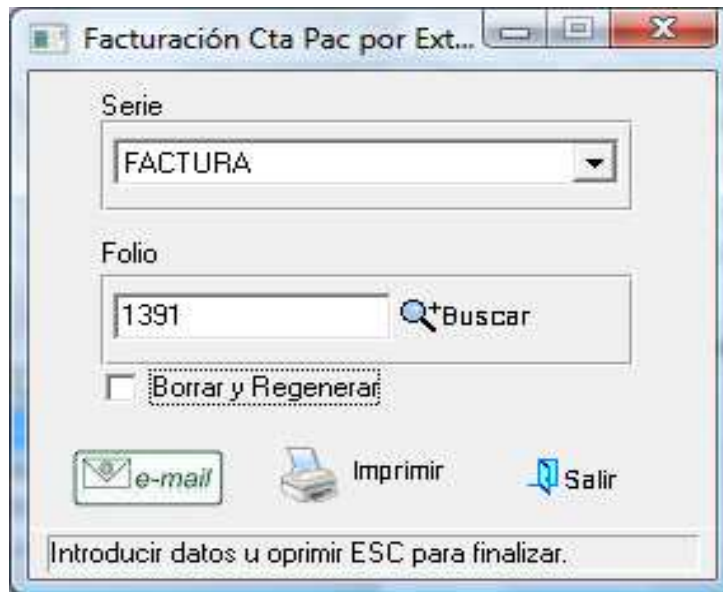 Facturación Cta Pac por Ext...
Serie
FACTURA
Folio
1391
Buscar
Borrar y Regenerar
e-mail
Imprimir
Salir
Introducir datos u oprimir ESC para finalizar.